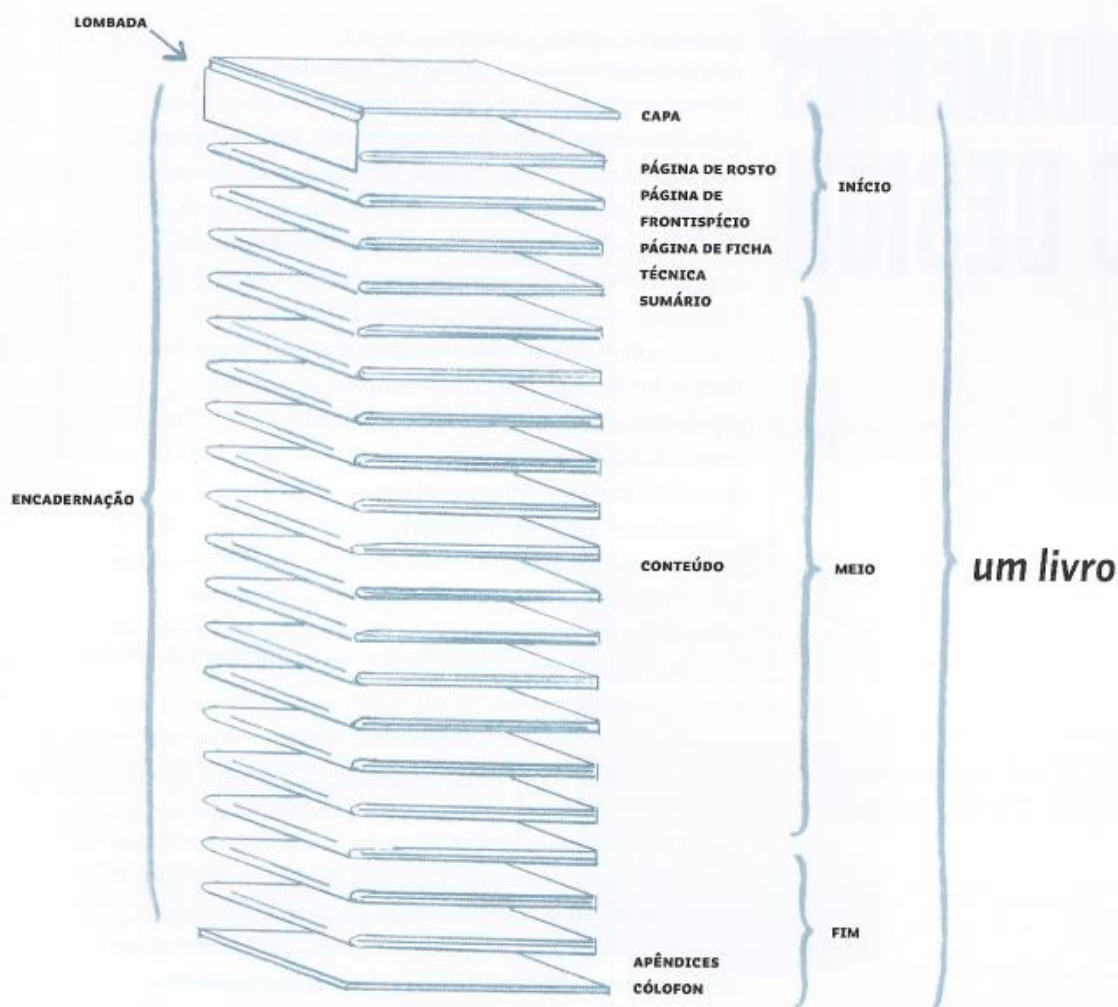 LOMBADA
CAPA
PÁGINA DE ROSTO
PÁGINA DE
FRONTISPÍCIO
PÁGINA DE FICHA
TÉCNICA
SUMÁRIO
INÍCIO
ENCADERNAÇÃO
CONTEÚDO
MEIO
um livro
FIM
APÊNDICES
CÓLOFON